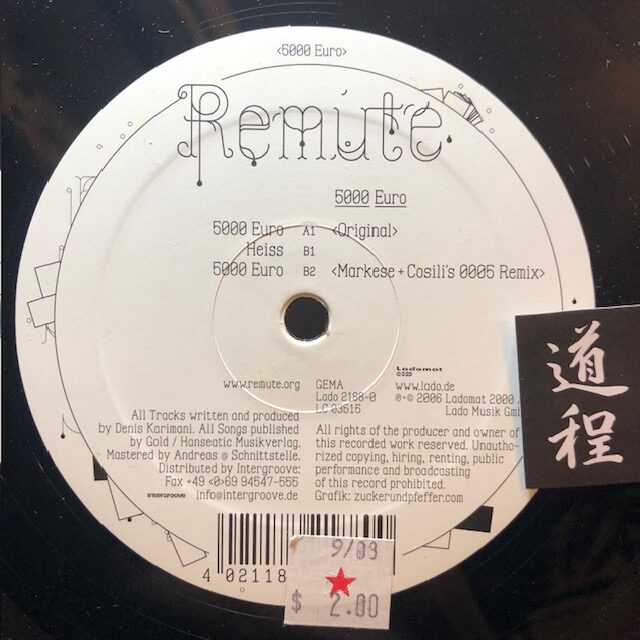 <5000 Euro>
Remute
5000 Euro
5000 Euro A1 <Original>
Heiss B1
5000 Euro B2 <Markese + Cosili's 0005 Remix>
www.remute.org
GEMA
Lado 2188-0
LC 03615
Ladomat
www.lado.de
℗+© 2006 Ladomat 2000 /
Lado Musik Gmb
All Tracks written and produced
by Denis Karimani. All Songs published
by Gold / Hanseatic Musikverlag.
Mastered by Andreas @ Schnittstelle.
Distributed by Intergroove:
Fax +49 <0>69 94547-555
intergroove info@intergroove.de
All rights of the producer and owner of
this recorded work reserved. Unautho-
rized copying, hiring, renting, public
performance and broadcasting
of this record prohibited.
Grafik: zuckerundpfeffer.com
4 02118
9/03
$ 2.00
道
程